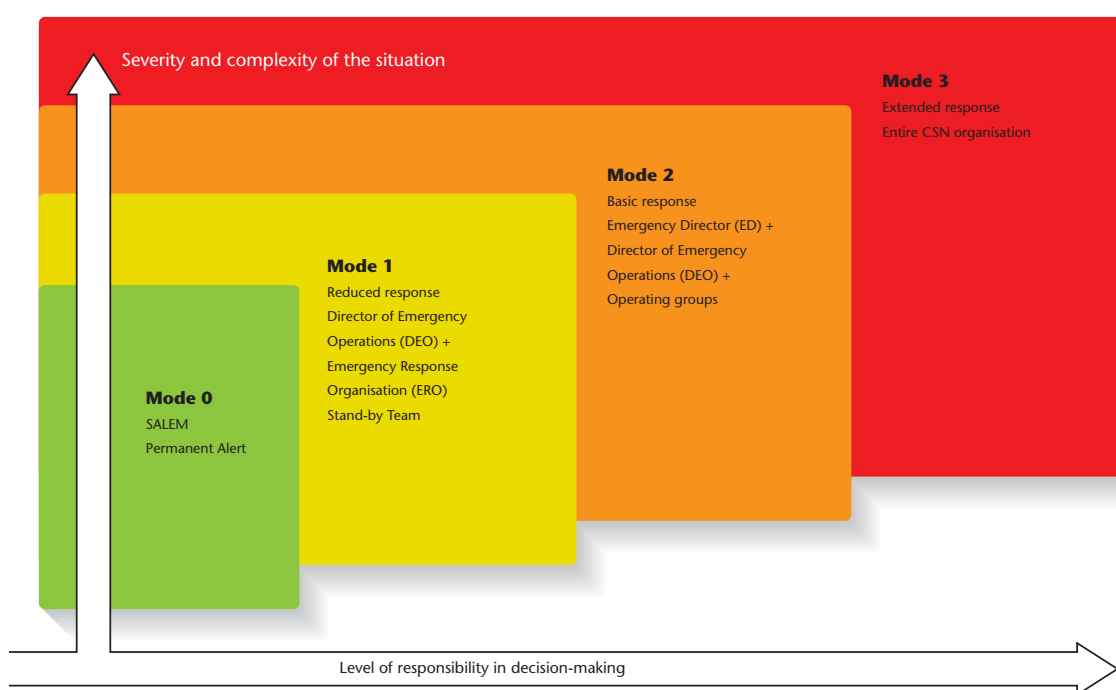 Severity and complexity of the situation
Mode 3
Extended response
Entire CSN organisation
Mode 2
Basic response
Emergency Director (ED) +
Director of Emergency
Operations (DEO) +
Operating groups
Mode 1
Reduced response
Director of Emergency
Operations (DEO) +
Emergency Response
Organisation (ERO)
Stand-by Team
Mode 0
SALEM
Permanent Alert
Level of responsibility in decision-making